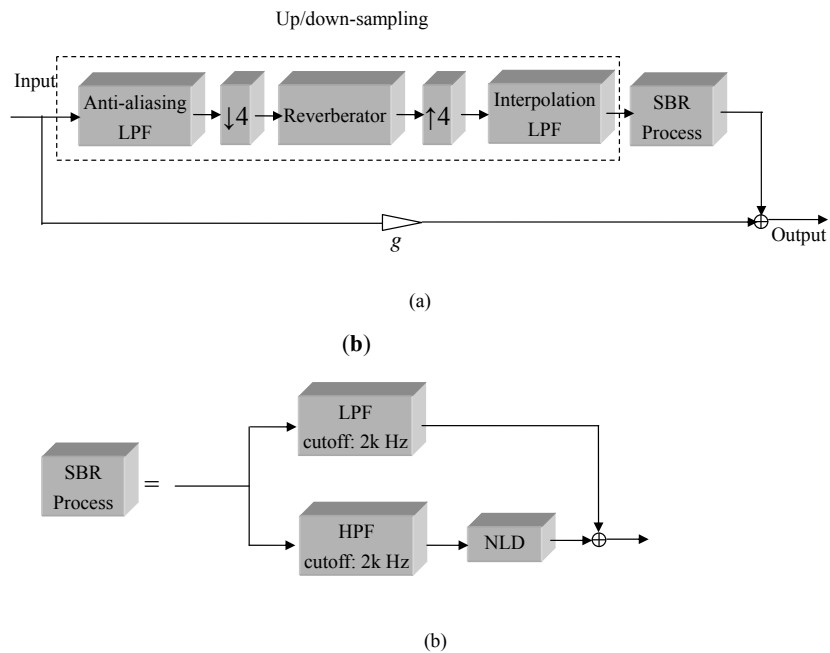 Up/down-sampling
Input
Anti-aliasing
LPF
↓4
Reverberator
↑4
Interpolation
LPF
SBR
Process
g
Output
(a)
(b)
LPF
cutoff: 2k Hz
SBR
Process
=
HPF
cutoff: 2k Hz
NLD
(b)